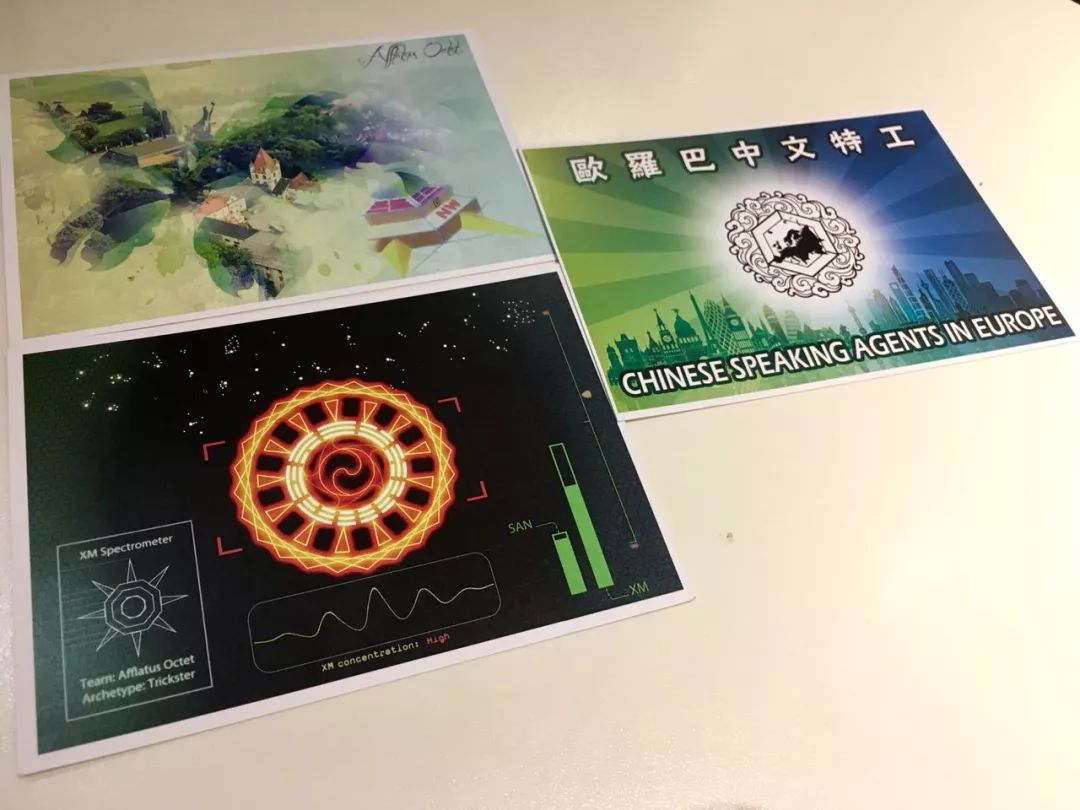 Afflatus Octet
NW
歐羅巴中文特工
CHINESE SPEAKING AGENTS IN EUROPE
XM Spectrometer
Team: Afflatus Octet
Archetype: Trickster
XM concentration: High
SAN
XM